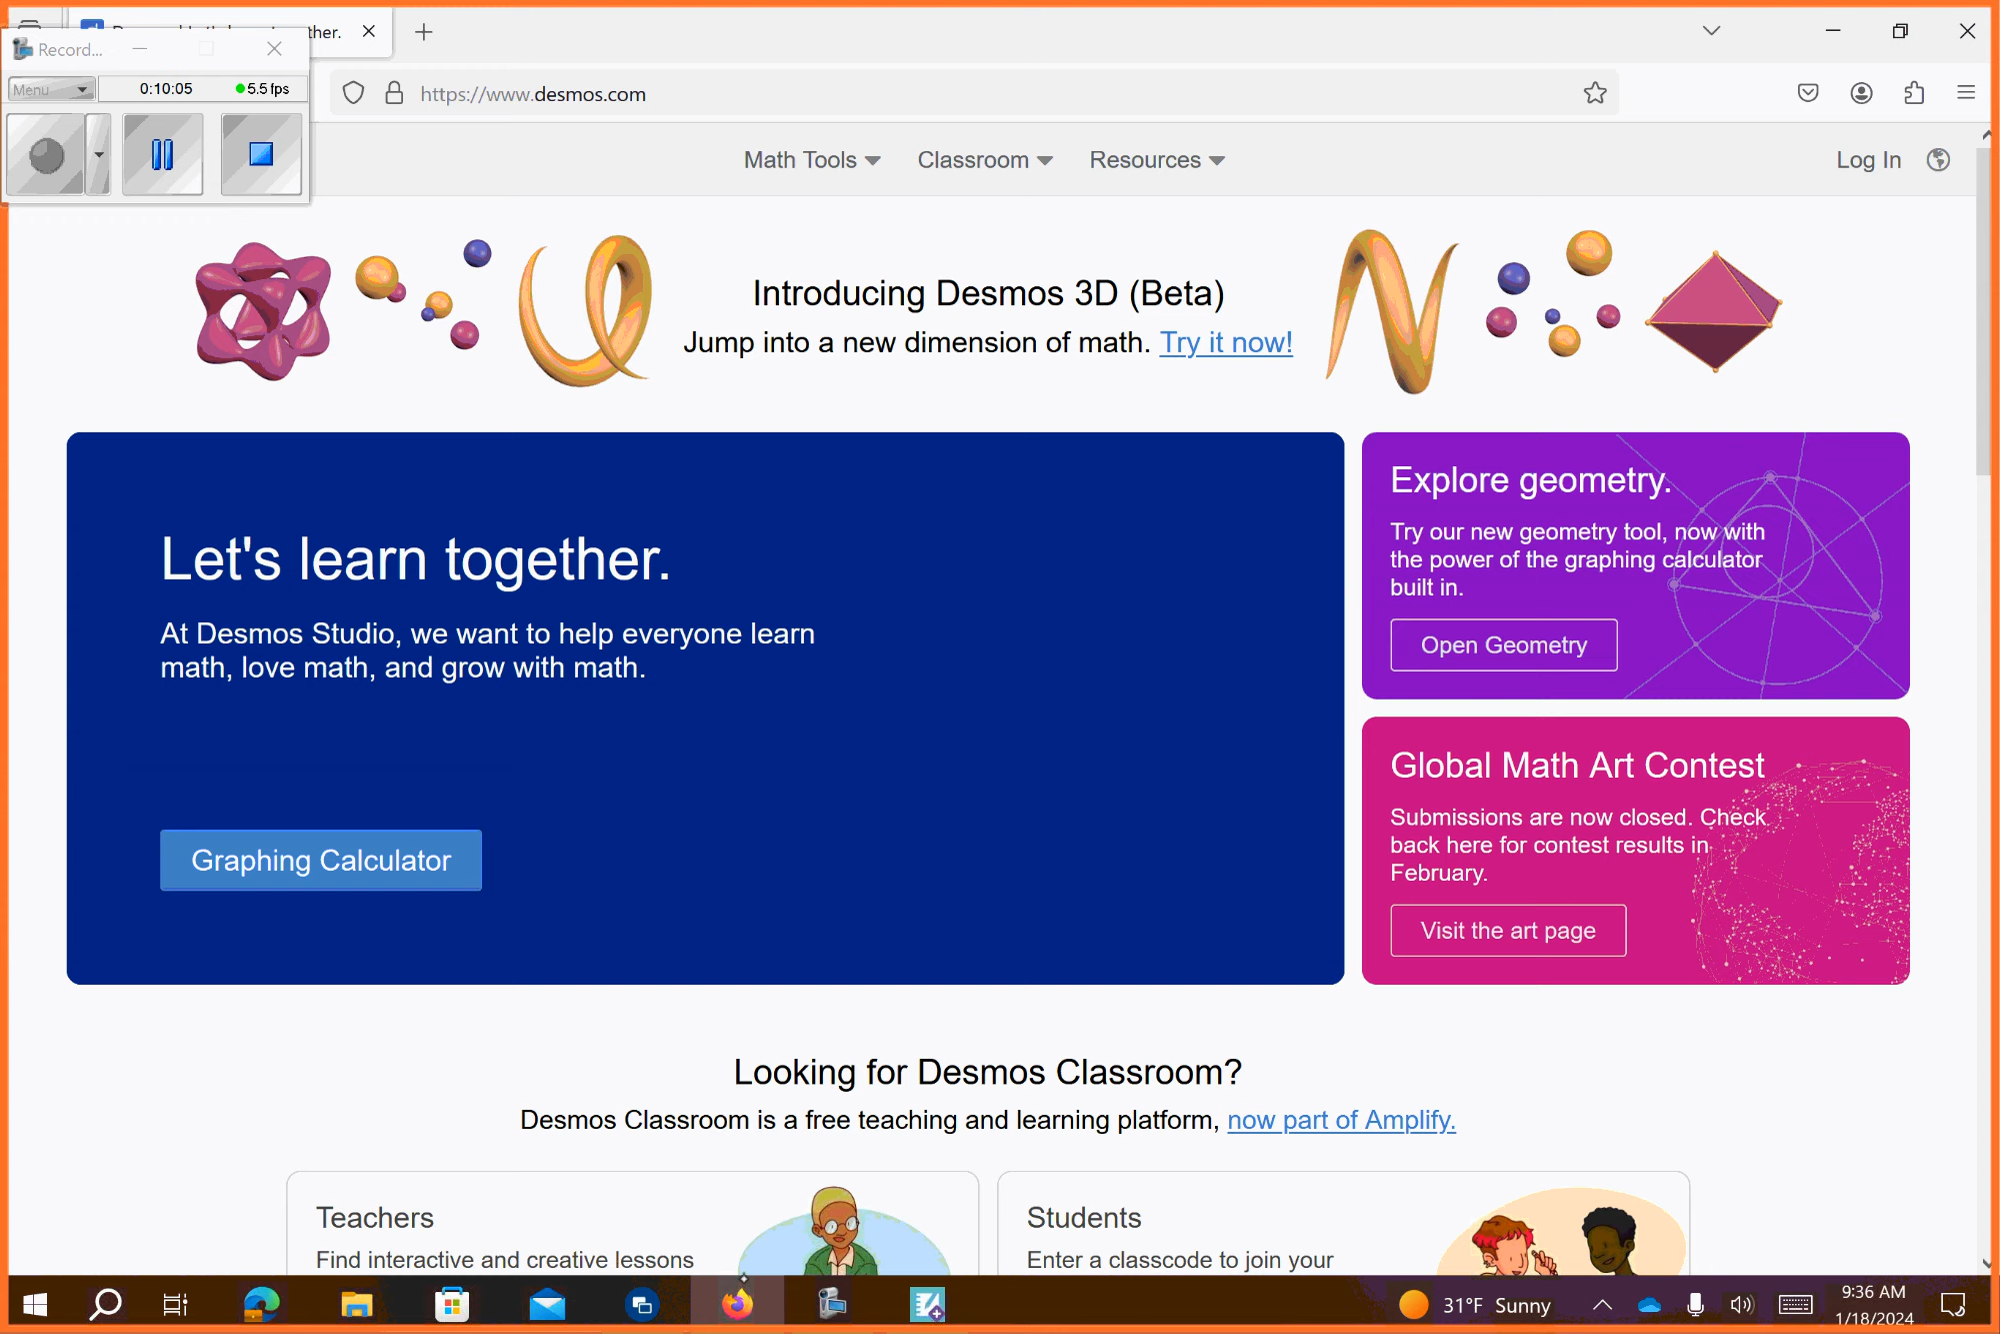 ther.
Record...
Menu
0:10:05
5.5 fps
https://www.desmos.com
Math Tools
Classroom
Resources
Log In
Introducing Desmos 3D (Beta)
Jump into a new dimension of math. Try it now!
Let's learn together.
At Desmos Studio, we want to help everyone learn
math, love math, and grow with math.
Graphing Calculator
Explore geometry.
Try our new geometry tool, now with
the power of the graphing calculator
built in.
Open Geometry
Global Math Art Contest
Submissions are now closed. Check
back here for contest results in
February.
Visit the art page
Looking for Desmos Classroom?
Desmos Classroom is a free teaching and learning platform, now part of Amplify.
Teachers
Find interactive and creative lessons
Students
Enter a classcode to join your
31°F Sunny
9:36 AM
1/18/2024